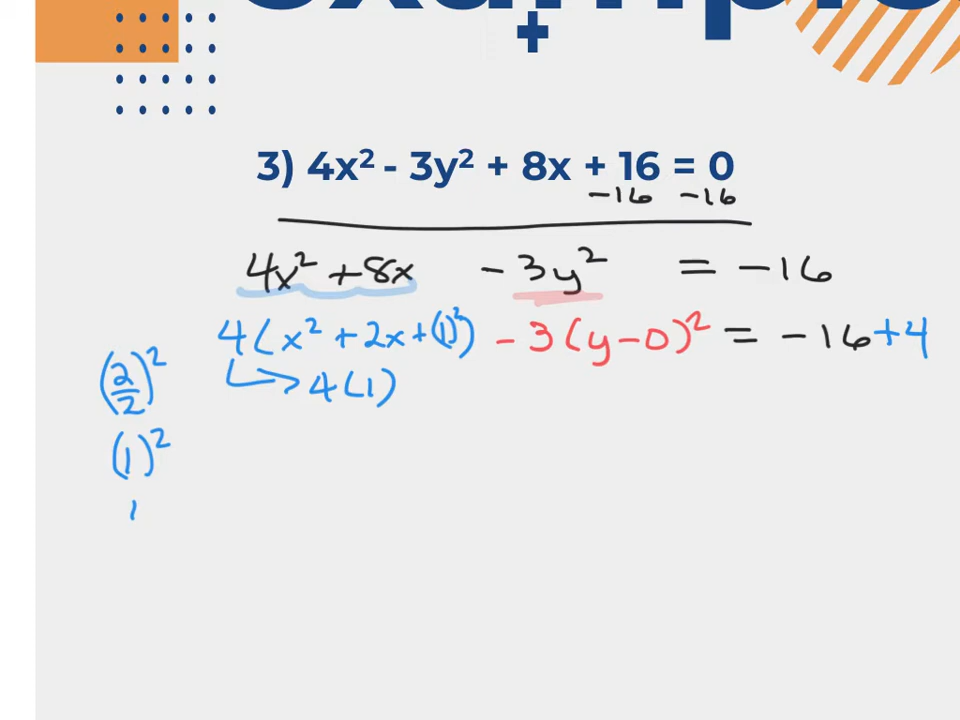 3) 4x² - 3y² + 8x + 16 = 0
-16 -16
4x² + 8x - 3y² = -16
4(x² + 2x + (1)²) - 3(y - 0)² = -16 + 4
(2/2)²
4(1)
(1)²
1